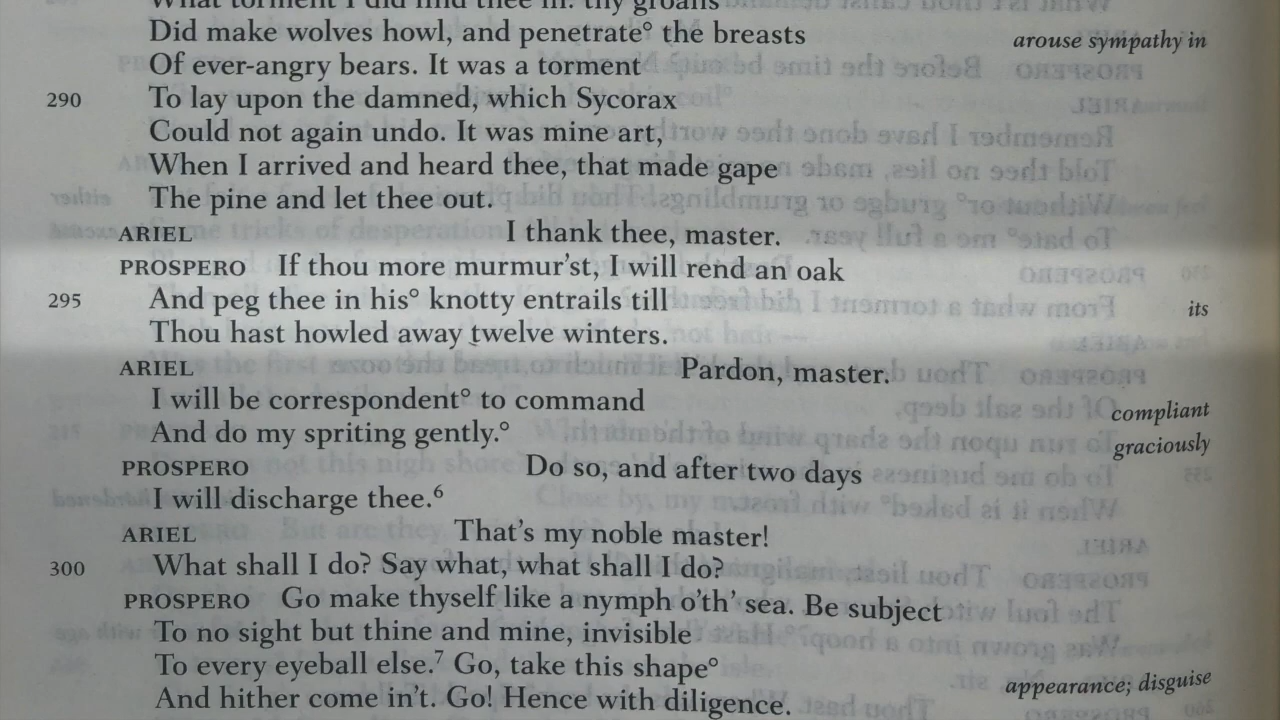 What torment I did find thee in: thy groans
Did make wolves howl, and penetrate° the breasts arouse sympathy in
Of ever-angry bears. It was a torment
290 To lay upon the damned, which Sycorax
Could not again undo. It was mine art,
When I arrived and heard thee, that made gape
The pine and let thee out.
ARIEL I thank thee, master.
PROSPERO If thou more murmur'st, I will rend an oak
295 And peg thee in his° knotty entrails till its
Thou hast howled away twelve winters.
ARIEL Pardon, master.
I will be correspondent° to command compliant
And do my spriting gently.° graciously
PROSPERO Do so, and after two days
I will discharge thee.⁶
ARIEL That's my noble master!
300 What shall I do? Say what, what shall I do?
PROSPERO Go make thyself like a nymph o'th' sea. Be subject
To no sight but thine and mine, invisible
To every eyeball else.⁷ Go, take this shape° appearance; disguise
And hither come in't. Go! Hence with diligence.